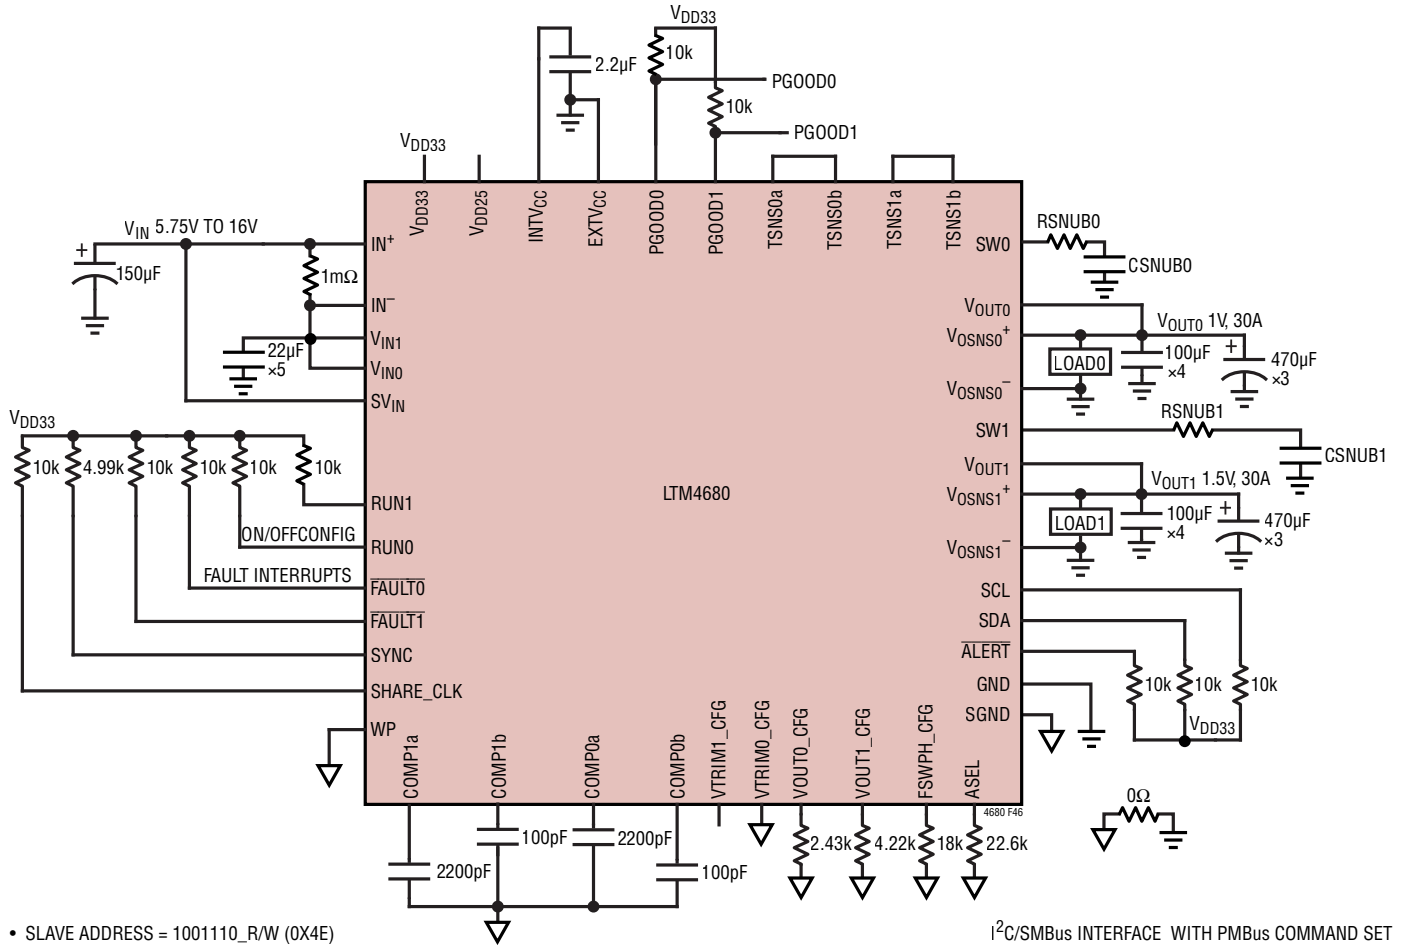 VDD33
10k
2.2µF
PGOOD0
10k
PGOOD1
VDD33
VDD33
VDD25
INTVCC
EXTVCC
PGOOD0
PGOOD1
TSNS0a
TSNS0b
TSNS1a
TSNS1b
VIN 5.75V TO 16V
+
150µF
1mΩ
22µF
×5
IN+
IN−
VIN1
VIN0
SVIN
VDD33
10k
4.99k
10k
10k
10k
10k
RUN1
ON/OFFCONFIG
RUN0
FAULT INTERRUPTS
FAULT0
FAULT1
SYNC
SHARE_CLK
WP
LTM4680
SW0
RSNUB0
CSNUB0
VOUT0
VOSNS0+
VOUT0 1V, 30A
LOAD0
100µF
×4
+
470µF
×3
VOSNS0−
SW1
RSNUB1
CSNUB1
VOUT1
VOSNS1+
VOUT1 1.5V, 30A
LOAD1
100µF
×4
+
470µF
×3
VOSNS1−
SCL
SDA
ALERT
GND
SGND
10k
10k
10k
VDD33
COMP1a
COMP1b
COMP0a
COMP0b
VTRIM1_CFG
VTRIM0_CFG
VOUT0_CFG
VOUT1_CFG
FSWPH_CFG
ASEL
4680 F46
0Ω
2200pF
100pF
2200pF
100pF
2.43k
4.22k
18k
22.6k
• SLAVE ADDRESS = 1001110_R/W (0X4E)
I2C/SMBus INTERFACE WITH PMBus COMMAND SET